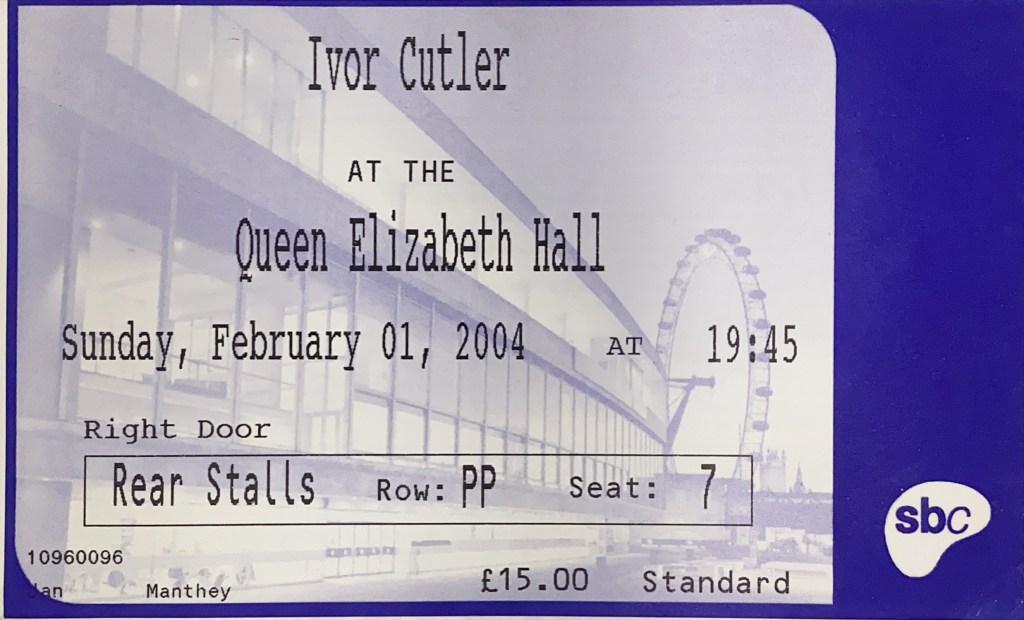 Ivor Cutler
AT THE
Queen Elizabeth Hall
Sunday, February 01, 2004 AT 19:45
Right Door
Rear Stalls Row: PP Seat: 7
10960096
Jan Manthey
£15.00 Standard
sbc